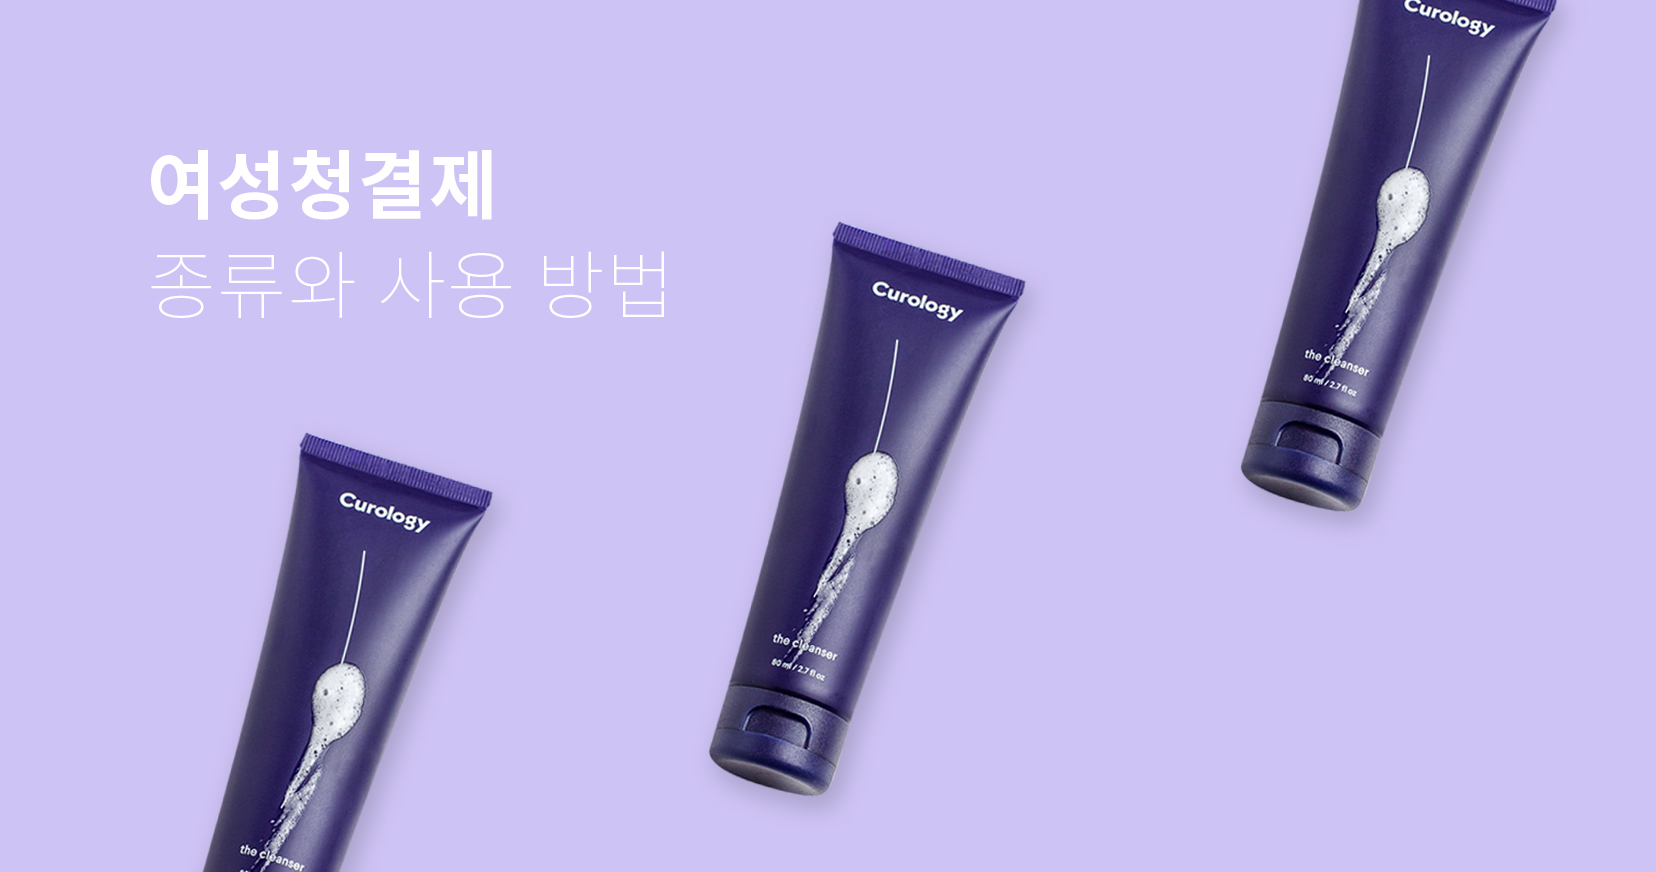 여성청결제
종류와 사용 방법
Curology
the cleanser
80 ml / 2.7 fl oz
Curology
the cleanser
80 ml / 2.7 fl oz
Curology
the cleanser